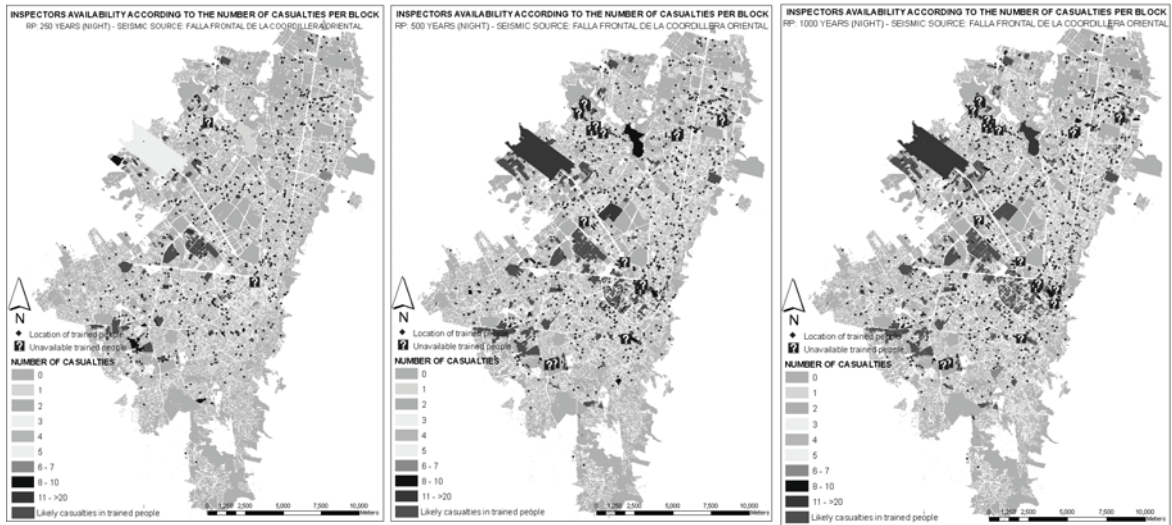 INSPECTORS AVAILABILITY ACCORDING TO THE NUMBER OF CASUALTIES PER BLOCK
RP: 250 YEARS (NIGHT) - SEISMIC SOURCE: FALLA FRONTAL DE LA COORDILLERA ORIENTAL
N
Location of trained people
? Unavailable trained people
NUMBER OF CASUALTIES
0
1
2
3
4
5
6 - 7
8 - 10
11 - >20
Likely casualties in trained people
0 1,250 2,500 5,000 7,500 10,000
Meters
INSPECTORS AVAILABILITY ACCORDING TO THE NUMBER OF CASUALTIES PER BLOCK
RP: 500 YEARS (NIGHT) - SEISMIC SOURCE: FALLA FRONTAL DE LA COORDILLERA ORIENTAL
N
Location of trained people
? Unavailable trained people
NUMBER OF CASUALTIES
0
1
2
3
4
5
6 - 7
8 - 10
11 - >20
Likely casualties in trained people
0 1,250 2,500 5,000 7,500 10,000
Meters
INSPECTORS AVAILABILITY ACCORDING TO THE NUMBER OF CASUALTIES PER BLOCK
RP: 1000 YEARS (NIGHT) - SEISMIC SOURCE: FALLA FRONTAL DE LA COORDILLERA ORIENTAL
N
Location of trained people
? Unavailable trained people
NUMBER OF CASUALTIES
0
1
2
3
4
5
6 - 7
8 - 10
11 - >20
Likely casualties in trained people
0 1,250 2,500 5,000 7,500 10,000
Meters